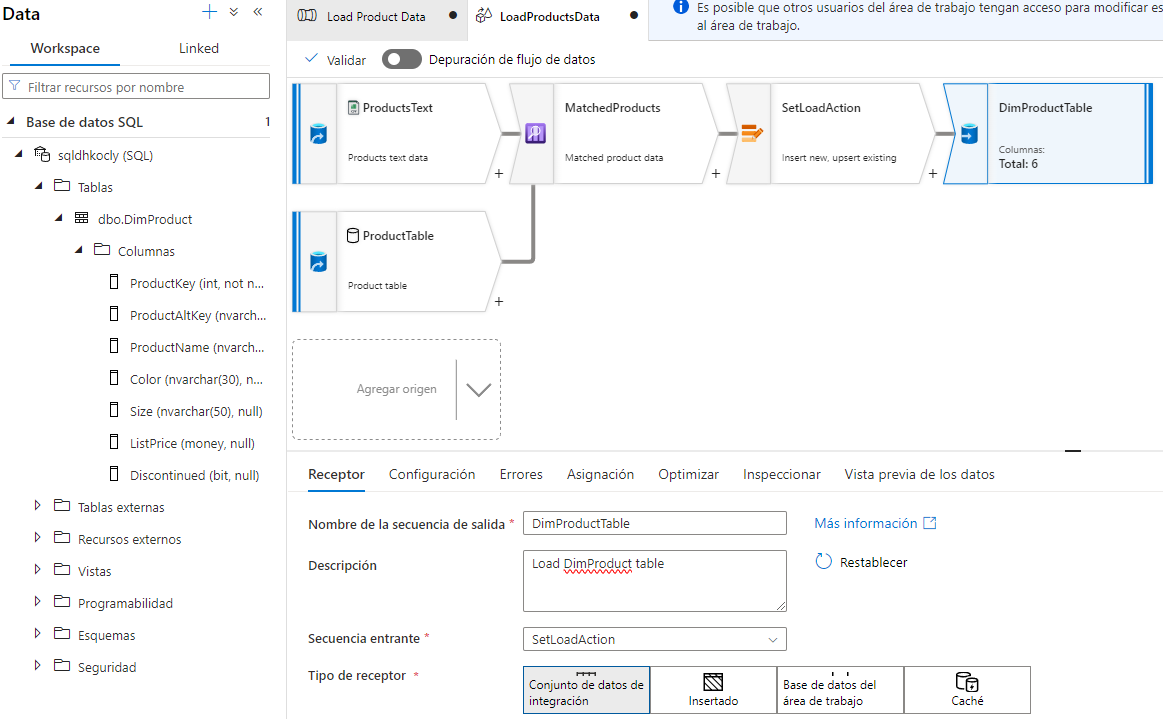 Data
Workspace
Linked
Filtrar recursos por nombre
Base de datos SQL
1
sqldhkocly (SQL)
Tablas
dbo.DimProduct
Columnas
ProductKey (int, not n...
ProductAltKey (nvarch...
ProductName (nvarch...
Color (nvarchar(30), n...
Size (nvarchar(50), null)
ListPrice (money, null)
Discontinued (bit, null)
Tablas externas
Recursos externos
Vistas
Programabilidad
Esquemas
Seguridad
Load Product Data
LoadProductsData
Es posible que otros usuarios del área de trabajo tengan acceso para modificar es
al área de trabajo.
Validar
Depuración de flujo de datos
ProductsText
Products text data
+
MatchedProducts
Matched product data
+
SetLoadAction
Insert new, upsert existing
+
DimProductTable
Columnas:
Total: 6
ProductTable
Product table
+
Agregar origen
Receptor
Configuración
Errores
Asignación
Optimizar
Inspeccionar
Vista previa de los datos
Nombre de la secuencia de salida *
DimProductTable
Más información
Descripción
Load DimProduct table
Restablecer
Secuencia entrante *
SetLoadAction
Tipo de receptor *
Conjunto de datos de
integración
Insertado
Base de datos del
área de trabajo
Caché